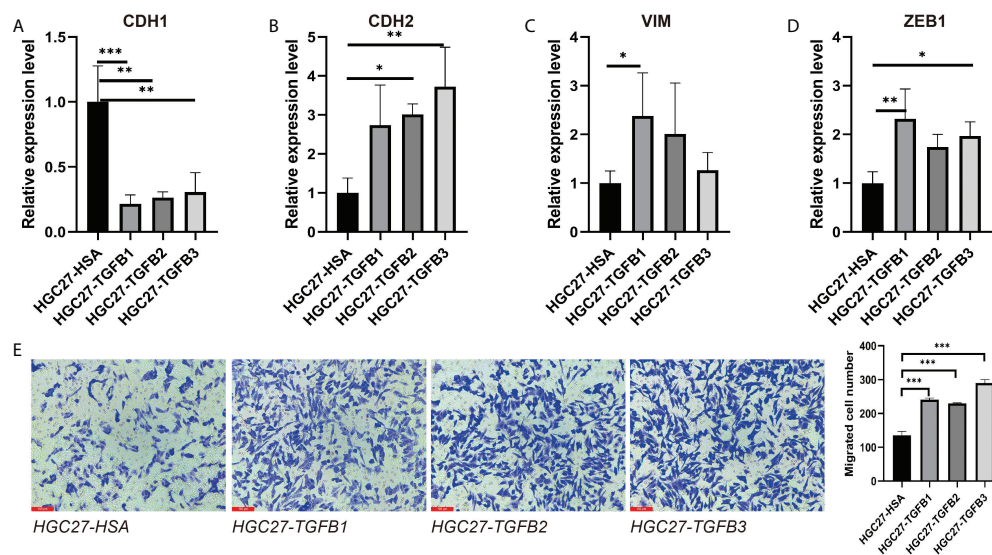 A
CDH1
Relative expression level
1.5
1.0
0.5
0.0
***
**
**
HGC27-HSA
HGC27-TGFB1
HGC27-TGFB2
HGC27-TGFB3
B
CDH2
Relative expression level
5
4
3
2
1
0
**
*
HGC27-HSA
HGC27-TGFB1
HGC27-TGFB2
HGC27-TGFB3
C
VIM
Relative expression level
4
3
2
1
0
*
HGC27-HSA
HGC27-TGFB1
HGC27-TGFB2
HGC27-TGFB3
D
ZEB1
Relative expression level
4
3
2
1
0
*
**
HGC27-HSA
HGC27-TGFB1
HGC27-TGFB2
HGC27-TGFB3
E
HGC27-HSA
HGC27-TGFB1
HGC27-TGFB2
HGC27-TGFB3
Migrated cell number
400
300
200
100
0
***
***
***
HGC27-HSA
HGC27-TGFB1
HGC27-TGFB2
HGC27-TGFB3